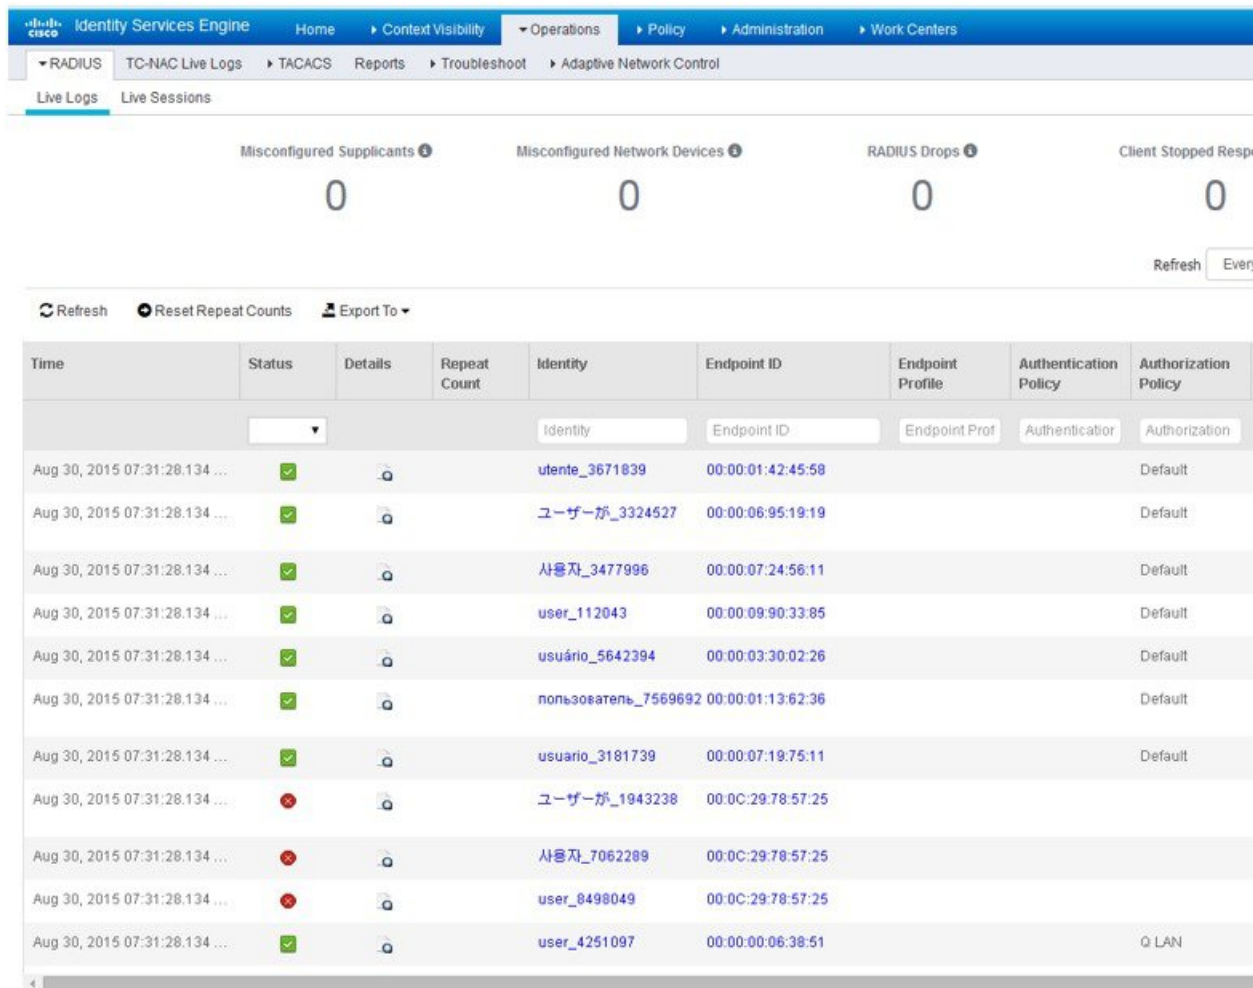 cisco Identity Services Engine Home Context Visibility Operations Policy Administration Work Centers
RADIUS TC-NAC Live Logs TACACS Reports Troubleshoot Adaptive Network Control
Live Logs Live Sessions
Misconfigured Supplicants Misconfigured Network Devices RADIUS Drops Client Stopped Respo
0 0 0 0
Refresh Every
Refresh Reset Repeat Counts Export To
Time Status Details Repeat Count Identity Endpoint ID Endpoint Profile Authentication Policy Authorization Policy
Identity Endpoint ID Endpoint Prof Authentication Authorization
Aug 30, 2015 07:31:28.134 ... utente_3671839 00:00:01:42:45:58 Default
Aug 30, 2015 07:31:28.134 ... ユーザーが_3324527 00:00:06:95:19:19 Default
Aug 30, 2015 07:31:28.134 ... 사용자_3477996 00:00:07:24:56:11 Default
Aug 30, 2015 07:31:28.134 ... user_112043 00:00:09:90:33:85 Default
Aug 30, 2015 07:31:28.134 ... usuário_5642394 00:00:03:30:02:26 Default
Aug 30, 2015 07:31:28.134 ... пользователь_7569692 00:00:01:13:62:36 Default
Aug 30, 2015 07:31:28.134 ... usuario_3181739 00:00:07:19:75:11 Default
Aug 30, 2015 07:31:28.134 ... ユーザーが_1943238 00:0C:29:78:57:25
Aug 30, 2015 07:31:28.134 ... 사용자_7062289 00:0C:29:78:57:25
Aug 30, 2015 07:31:28.134 ... user_8498049 00:0C:29:78:57:25
Aug 30, 2015 07:31:28.134 ... user_4251097 00:00:00:06:38:51 Q LAN